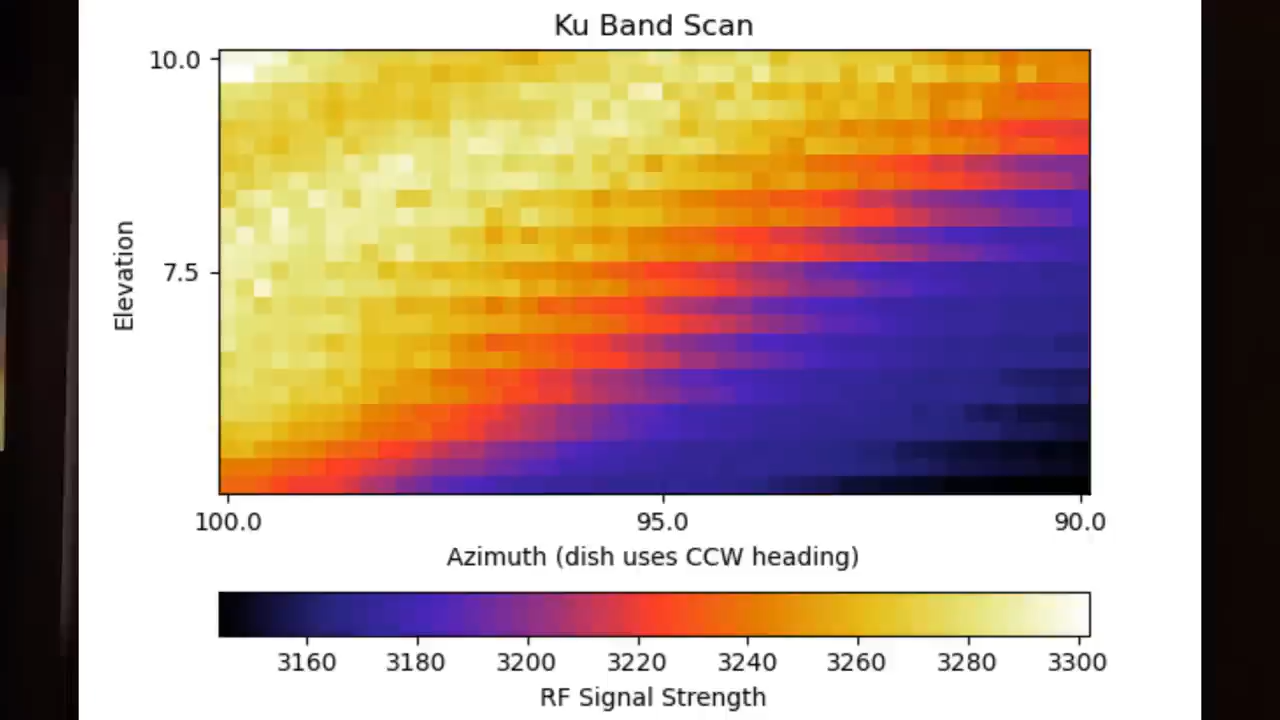 Ku Band Scan
10.0
7.5
Elevation
100.0 95.0 90.0
Azimuth (dish uses CCW heading)
3160 3180 3200 3220 3240 3260 3280 3300
RF Signal Strength